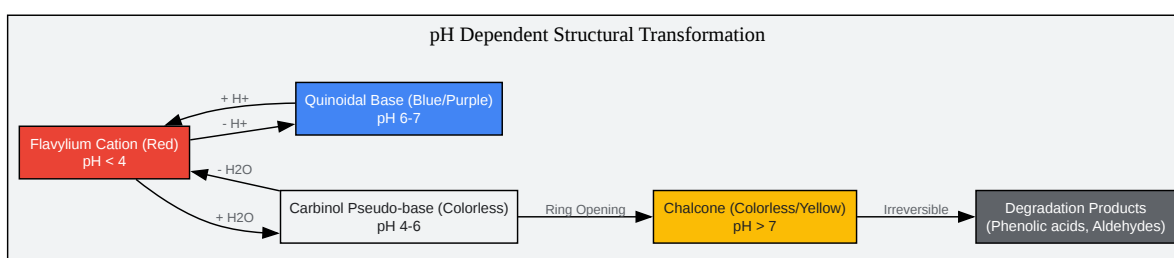 pH Dependent Structural Transformation
+ H+
Quinoidal Base (Blue/Purple)
pH 6-7
- H+
Flavylium Cation (Red)
pH < 4
- H2O
+ H2O
Carbinol Pseudo-base (Colorless)
pH 4-6
Ring Opening
Chalcone (Colorless/Yellow)
pH > 7
Irreversible
Degradation Products
(Phenolic acids, Aldehydes)